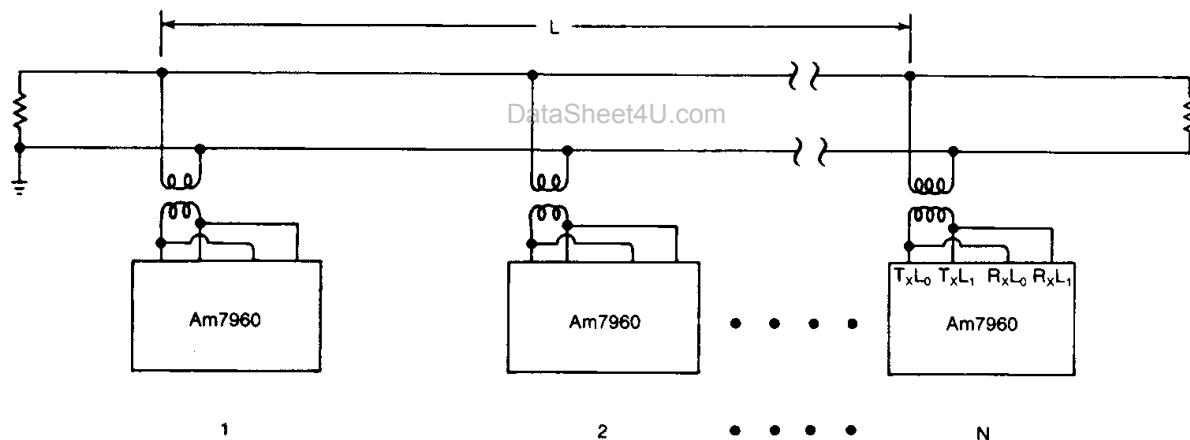 L
DataSheet4U.com
TxL0 TxL1 RxL0 RxL1
Am7960 Am7960 Am7960
1 2 N